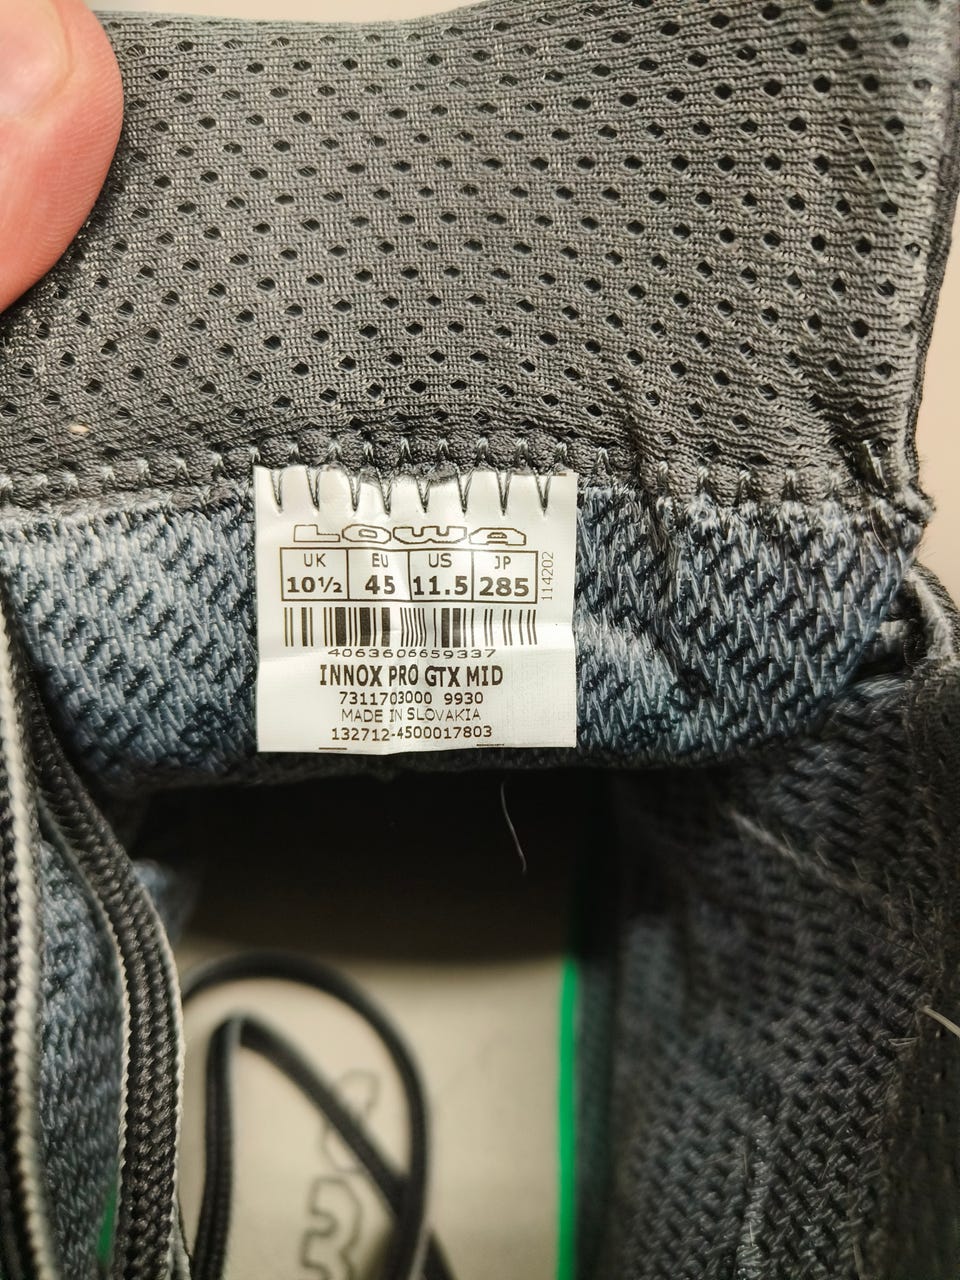 LOWA
UK EU US JP
10½ 45 11.5 285
114202
4063606659337
INNOX PRO GTX MID
7311703000 9930
MADE IN SLOVAKIA
132712-4500017803